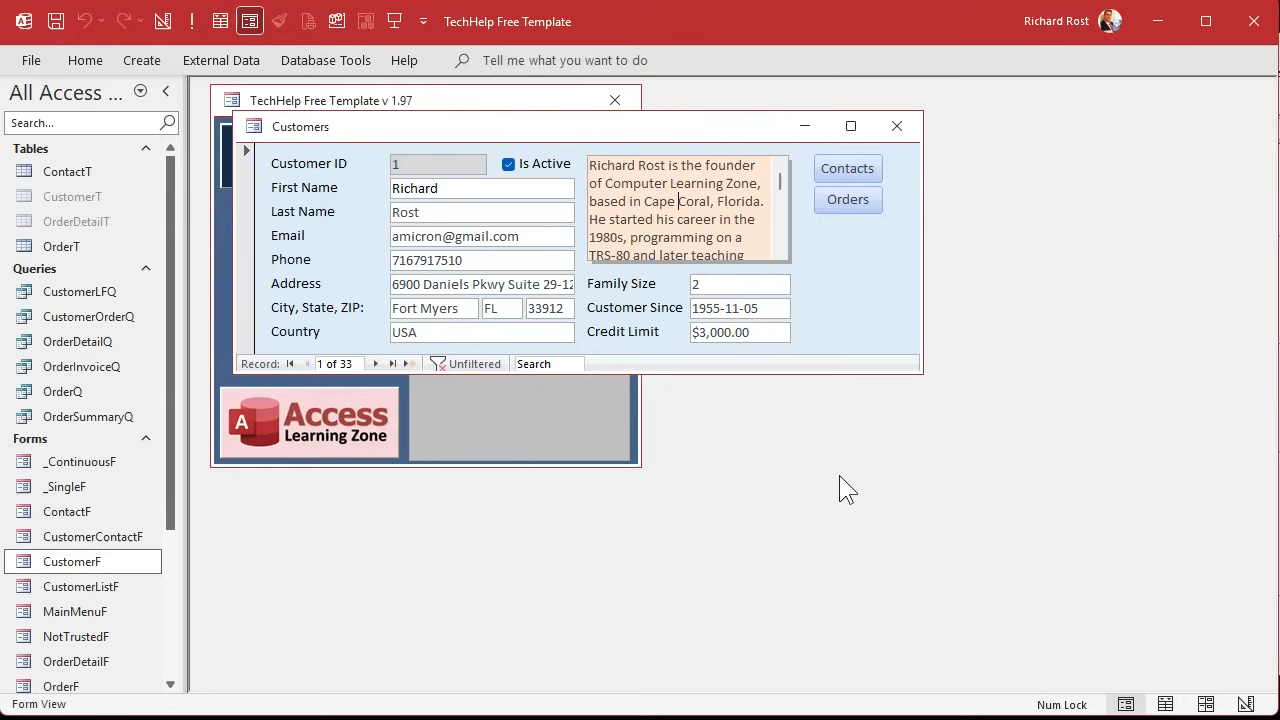 TechHelp Free Template
Richard Rost
File Home Create External Data Database Tools Help Tell me what you want to do
All Access ...
Search...
Tables
ContactT
CustomerT
OrderDetailT
OrderT
Queries
CustomerLFQ
CustomerOrderQ
OrderDetailQ
OrderInvoiceQ
OrderQ
OrderSummaryQ
Forms
_ContinuousF
_SingleF
ContactF
CustomerContactF
CustomerF
CustomerListF
MainMenuF
NotTrustedF
OrderDetailF
OrderF
TechHelp Free Template v 1.97
Customers
Customer ID 1 Is Active
First Name Richard
Last Name Rost
Email amicron@gmail.com
Phone 7167917510
Address 6900 Daniels Pkwy Suite 29-12
City, State, ZIP: Fort Myers FL 33912
Country USA
Richard Rost is the founder
of Computer Learning Zone,
based in Cape Coral, Florida.
He started his career in the
1980s, programming on a
TRS-80 and later teaching
Family Size 2
Customer Since 1955-11-05
Credit Limit $3,000.00
Contacts
Orders
Record: 1 of 33 Unfiltered Search
A Access
Learning Zone
Form View
Num Lock